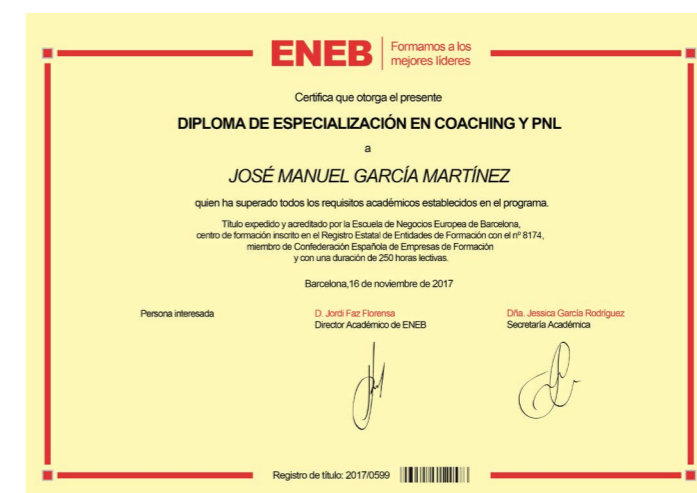 ENEB
Formamos a los
mejores líderes
Certifica que otorga el presente
DIPLOMA DE ESPECIALIZACIÓN EN COACHING Y PNL
a
JOSÉ MANUEL GARCÍA MARTÍNEZ
quien ha superado todos los requisitos académicos establecidos en el programa.
Título expedido y acreditado por la Escuela de Negocios Europea de Barcelona,
centro de formación inscrito en el Registro Estatal de Entidades de Formación con el nº 8174,
miembro de Confederación Española de Empresas de Formación
y con una duración de 250 horas lectivas.
Barcelona,16 de noviembre de 2017
Persona interesada
D. Jordi Faz Florensa
Director Académico de ENEB
Dña. Jessica García Rodríguez
Secretaría Académica
Registro de título: 2017/0599